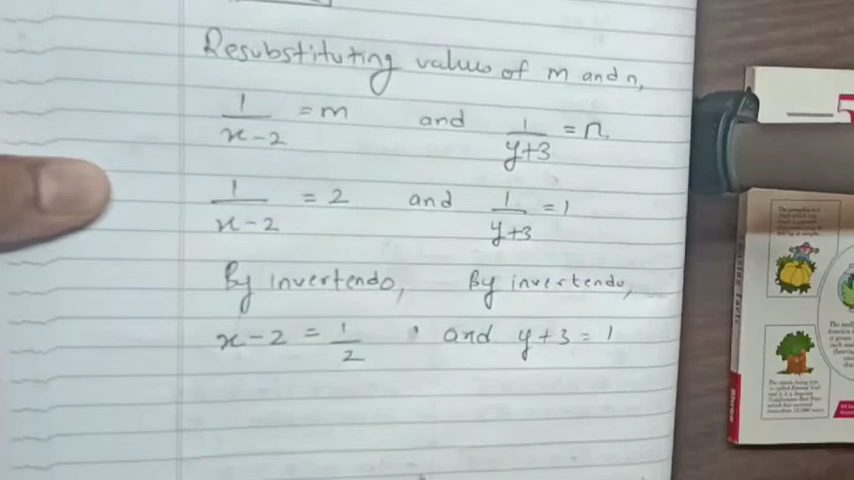 Resubstituting values of m and n,
1/(x-2) = m and 1/(y+3) = n.
1/(x-2) = 2 and 1/(y+3) = 1
By invertendo, By invertendo,
x-2 = 1/2 , and y+3 = 1